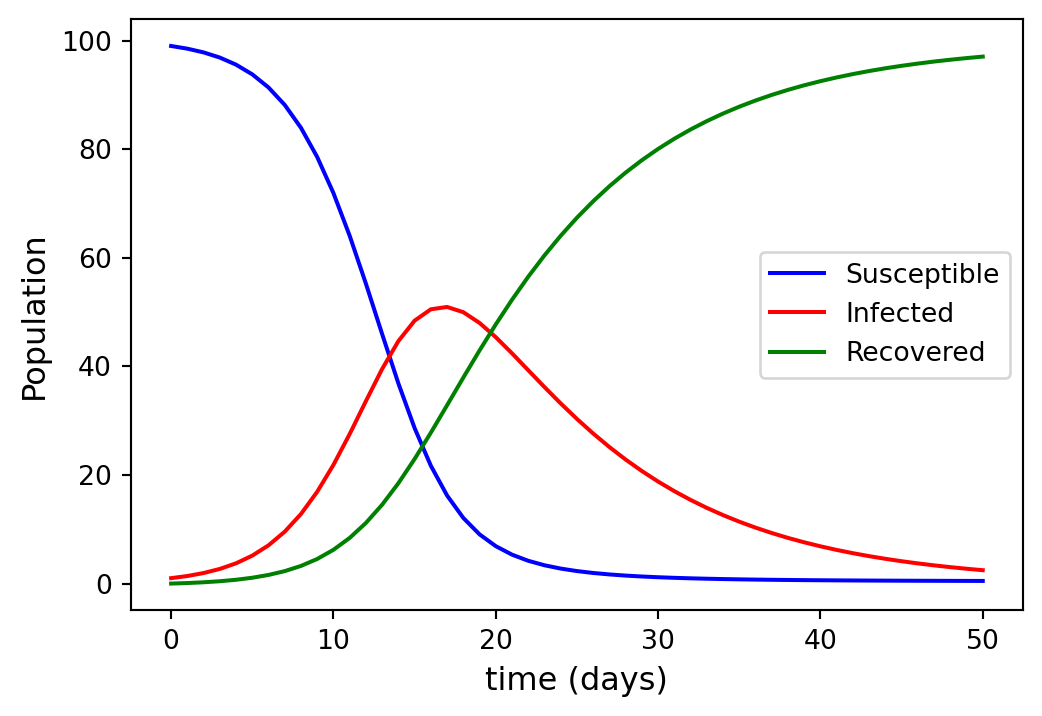 100
80
60
40
20
0
Population
Susceptible
Infected
Recovered
0 10 20 30 40 50
time (days)